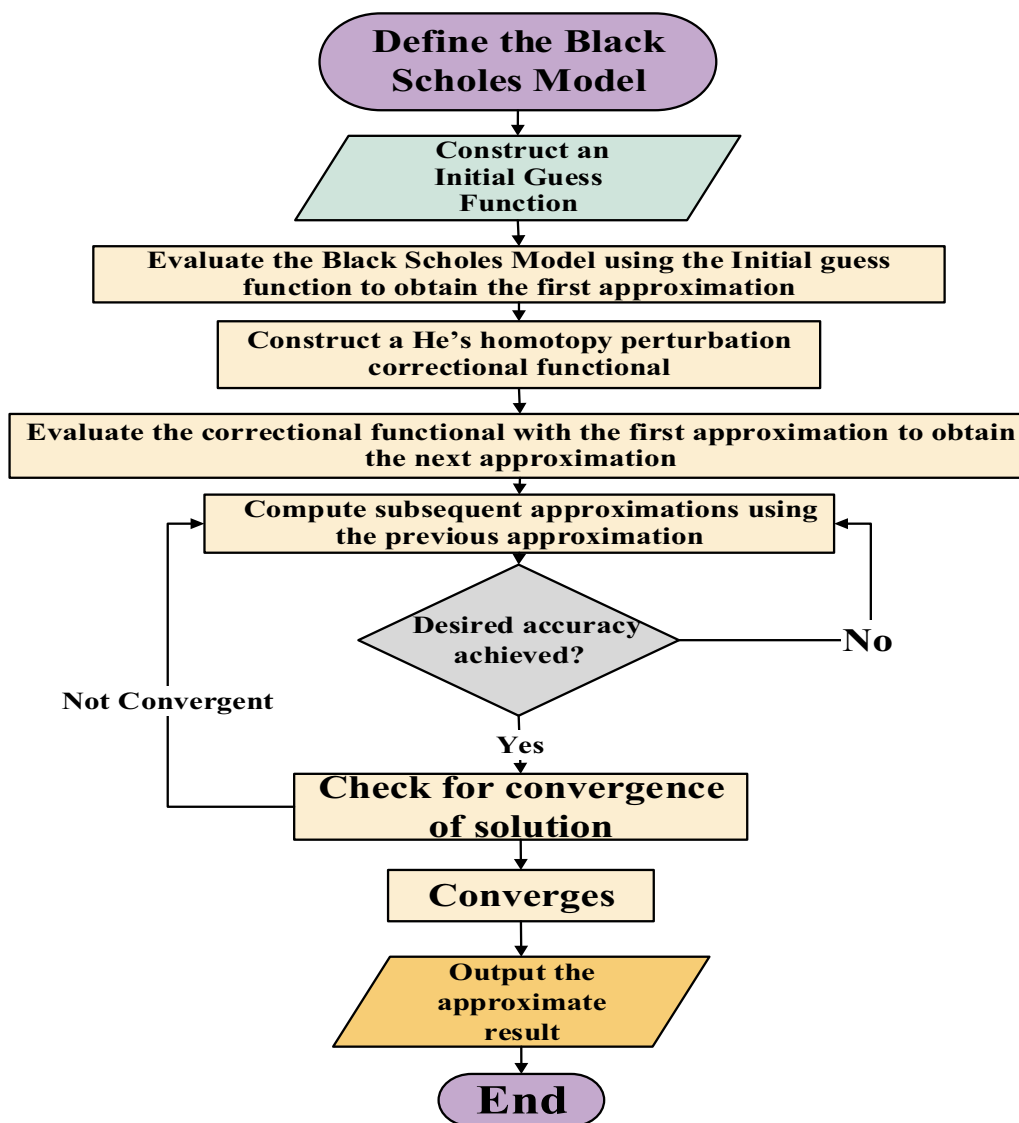 Define the Black
Scholes Model
Construct an
Initial Guess
Function
Evaluate the Black Scholes Model using the Initial guess
function to obtain the first approximation
Construct a He’s homotopy perturbation
correctional functional
Evaluate the correctional functional with the first approximation to obtain
the next approximation
Compute subsequent approximations using
the previous approximation
Desired accuracy
achieved?
No
Not Convergent
Yes
Check for convergence
of solution
Converges
Output the
approximate
result
End